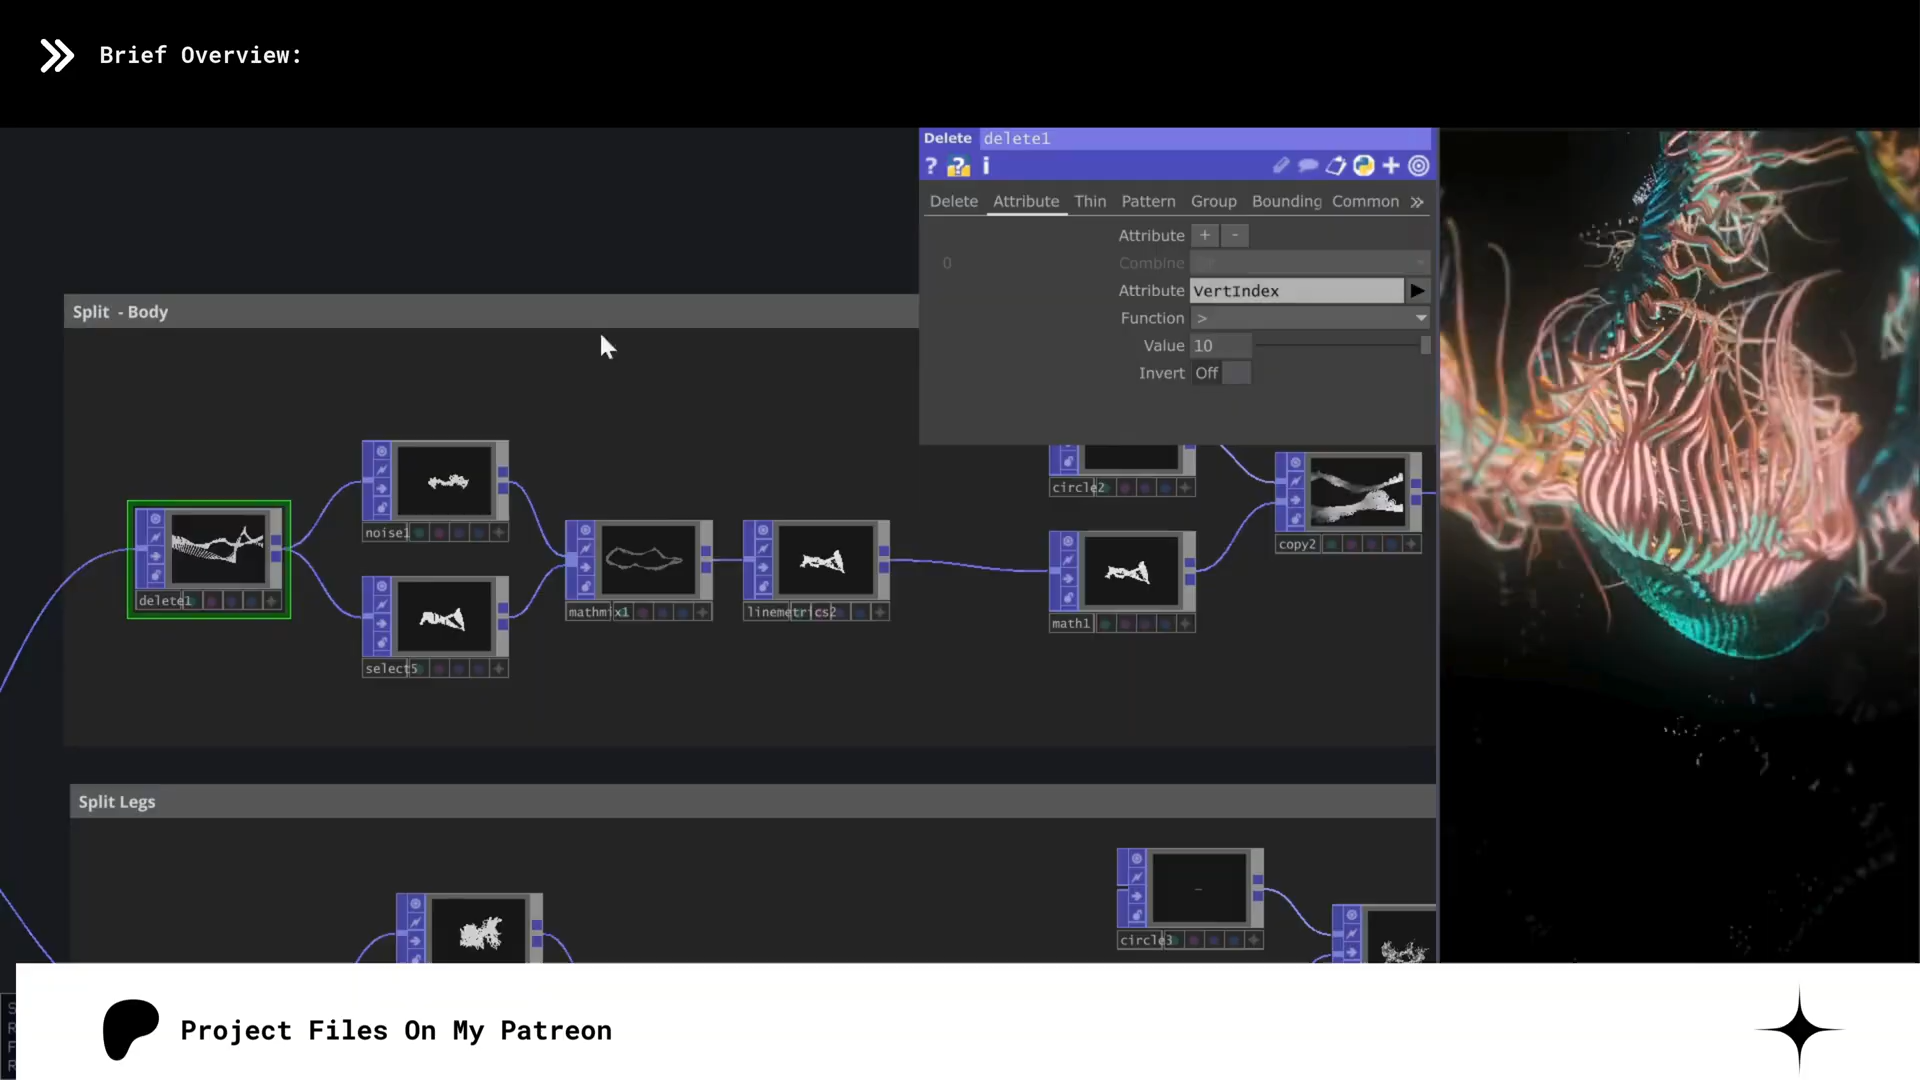 Brief Overview:
Delete delete1
? ? i
Delete Attribute Thin Pattern Group Bounding Common
Attribute + -
0 Combine
Attribute VertIndex
Function >
Value 10
Invert Off
Split - Body
delete1
noise1
select5
mathmix1
linemetrics2
circle2
math1
copy2
Split Legs
circle3
S
R
F
R
Project Files On My Patreon